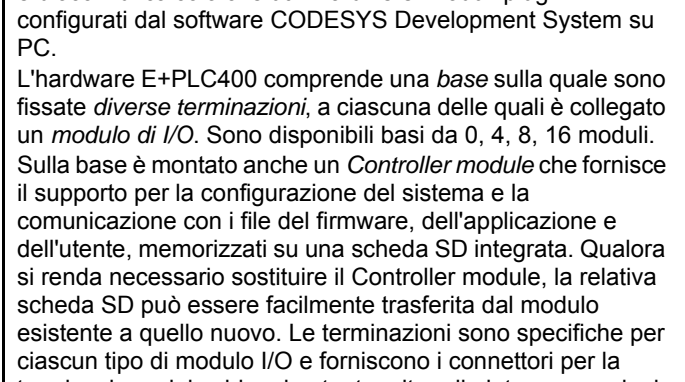 configurati dal software CODESYS Development System su
PC.
L'hardware E+PLC400 comprende una base sulla quale sono
fissate diverse terminazioni, a ciascuna delle quali è collegato
un modulo di I/O. Sono disponibili basi da 0, 4, 8, 16 moduli.
Sulla base è montato anche un Controller module che fornisce
il supporto per la configurazione del sistema e la
comunicazione con i file del firmware, dell'applicazione e
dell'utente, memorizzati su una scheda SD integrata. Qualora
si renda necessario sostituire il Controller module, la relativa
scheda SD può essere facilmente trasferita dal modulo
esistente a quello nuovo. Le terminazioni sono specifiche per
ciascun tipo di modulo I/O e forniscono i connettori per la